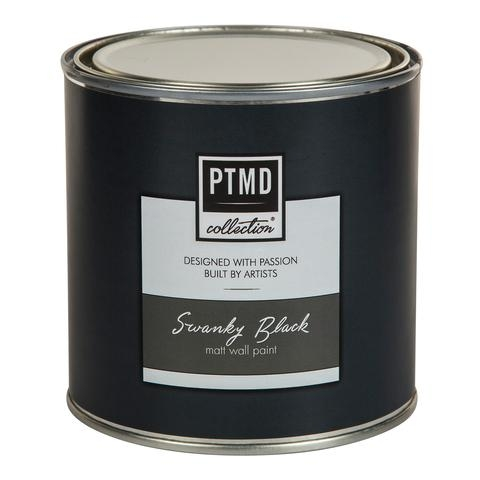 PTMD
collection®
DESIGNED WITH PASSION
BUILT BY ARTISTS
Swanky Black
matt wall paint